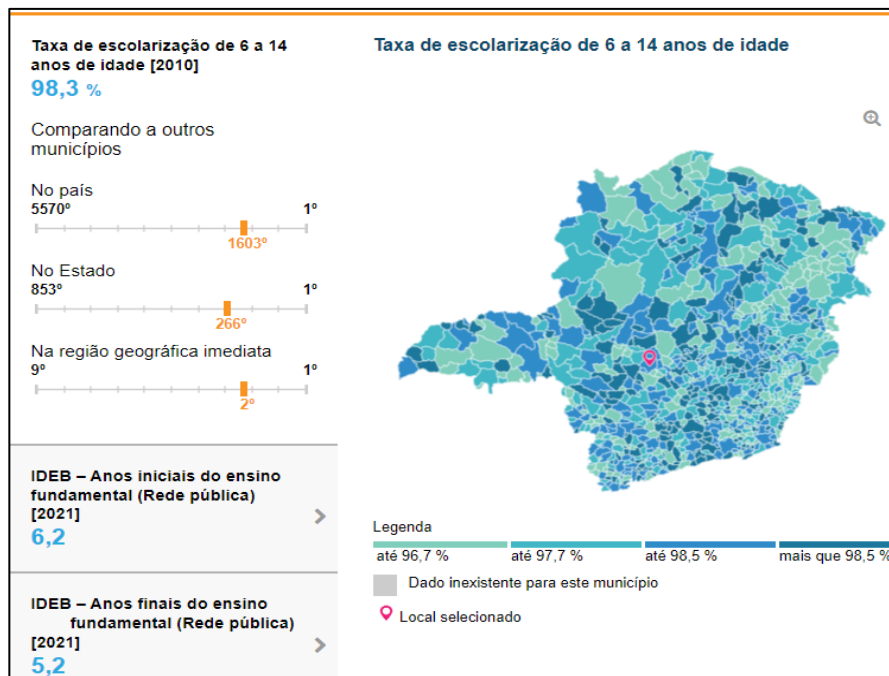 Taxa de escolarização de 6 a 14
anos de idade [2010]
98,3 %
Comparando a outros
municípios
No país
5570º 1º
1603º
No Estado
853º 1º
266º
Na região geográfica imediata
9º 1º
2º
IDEB – Anos iniciais do ensino
fundamental (Rede pública)
[2021]
6,2
IDEB – Anos finais do ensino
fundamental (Rede pública)
[2021]
5,2
Taxa de escolarização de 6 a 14 anos de idade
Legenda
até 96,7 % até 97,7 % até 98,5 % mais que 98,5 %
Dado inexistente para este município
Local selecionado